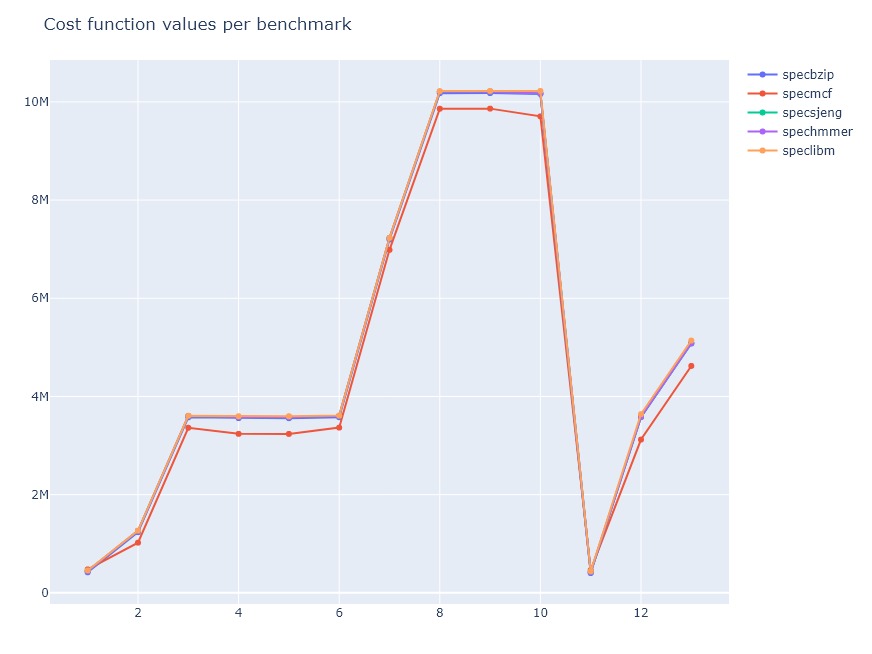 Cost function values per benchmark
specbzip
specmcf
specsjeng
spechmmer
speclibm
10M
8M
6M
4M
2M
0
2 4 6 8 10 12